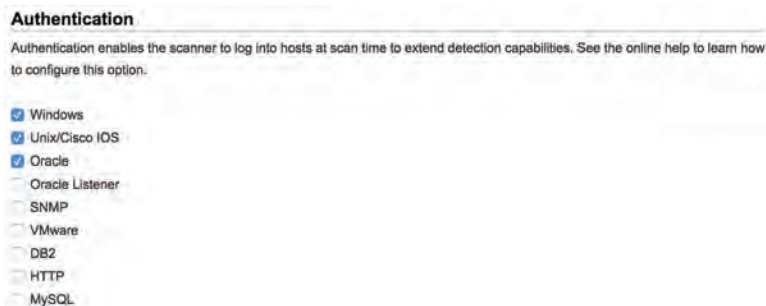 Authentication
Authentication enables the scanner to log into hosts at scan time to extend detection capabilities. See the online help to learn how
to configure this option.
Windows
Unix/Cisco IOS
Oracle
Oracle Listener
SNMP
VMware
DB2
HTTP
MySQL